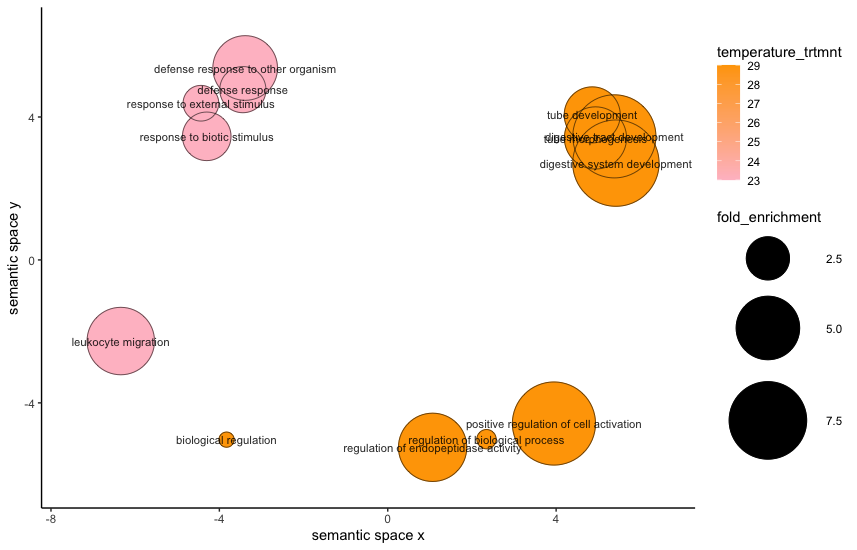 defense response to other organism
defense response
response to external stimulus
response to biotic stimulus
tube development
digestive tract development
tube morphogenesis
digestive system development
leukocyte migration
biological regulation
positive regulation of cell activation
regulation of biological process
regulation of endopeptidase activity
4
0
-4
semantic space y
-8
-4
0
4
semantic space x
temperature_trtmnt
29
28
27
26
25
24
23
fold_enrichment
2.5
5.0
7.5